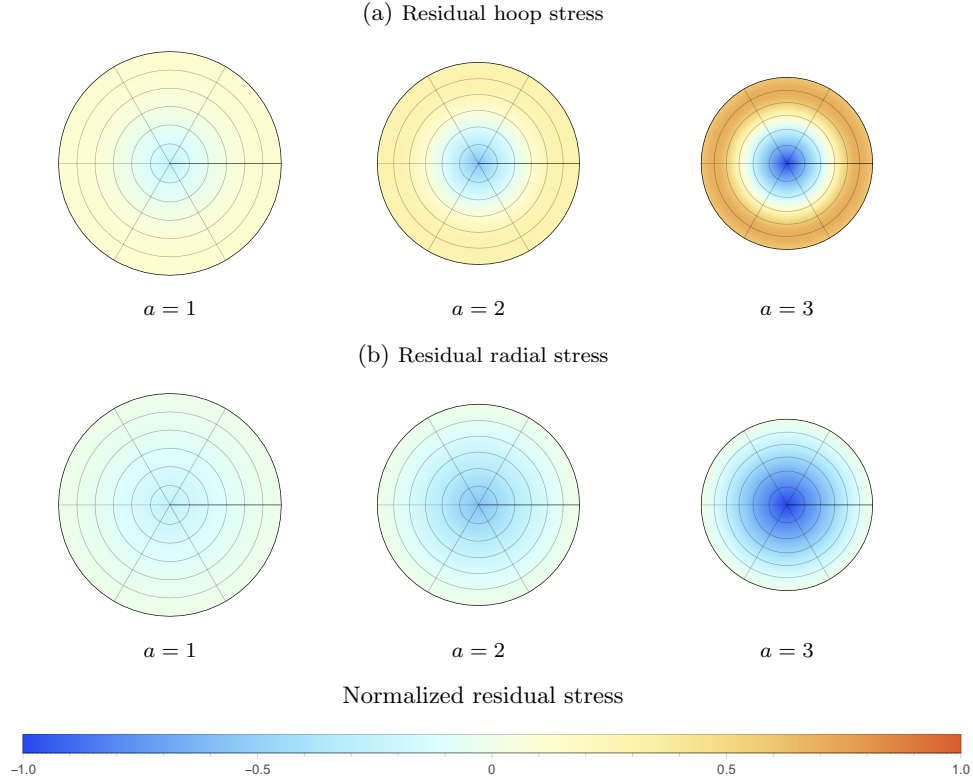 (a) Residual hoop stress
a = 1 a = 2 a = 3
(b) Residual radial stress
a = 1 a = 2 a = 3
Normalized residual stress
−1.0 −0.5 0 0.5 1.0